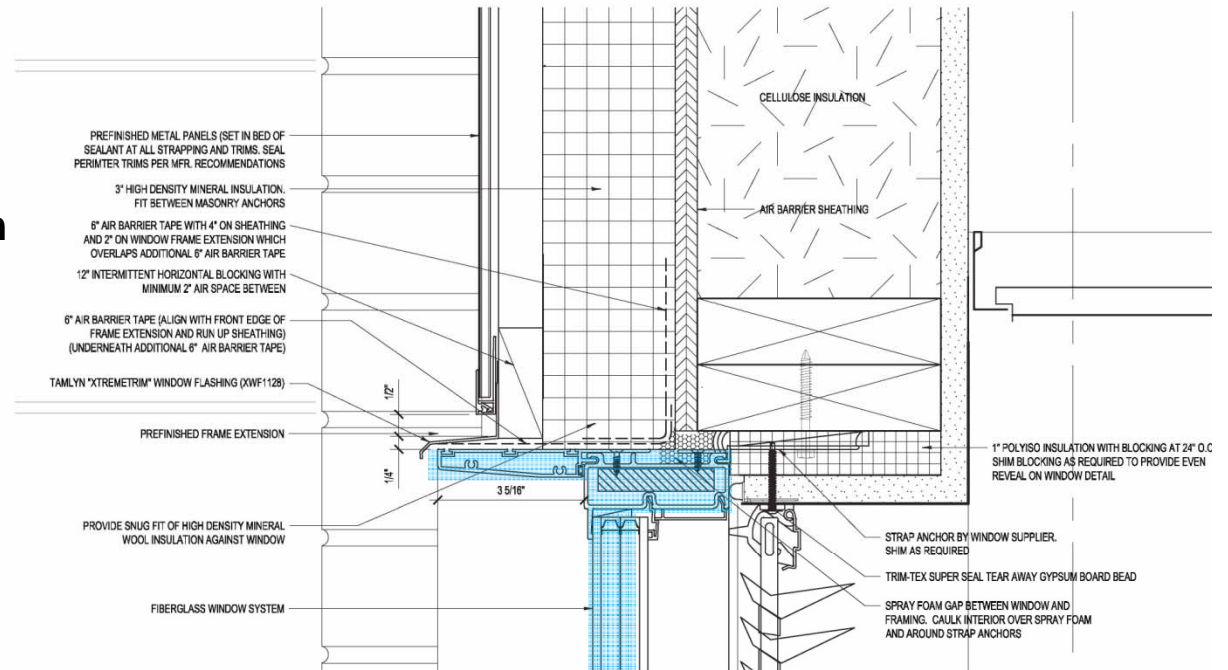 PREFINISHED METAL PANELS (SET IN BED OF
SEALANT AT ALL STRAPPING AND TRIMS. SEAL
PERIMTER TRIMS PER MFR. RECOMMENDATIONS
3" HIGH DENSITY MINERAL INSULATION.
FIT BETWEEN MASONRY ANCHORS
n
6" AIR BARRIER TAPE WITH 4" ON SHEATHING
AND 2" ON WINDOW FRAME EXTENSION WHICH
OVERLAPS ADDITIONAL 6" AIR BARRIER TAPE
12" INTERMITTENT HORIZONTAL BLOCKING WITH
MINIMUM 2" AIR SPACE BETWEEN
6" AIR BARRIER TAPE (ALIGN WITH FRONT EDGE OF
FRAME EXTENSION AND RUN UP SHEATHING)
(UNDERNEATH ADDITIONAL 6" AIR BARRIER TAPE)
TAMLYN "XTREMETRIM" WINDOW FLASHING (XWF1128)
1/2"
PREFINISHED FRAME EXTENSION
1/4"
3 5/16"
PROVIDE SNUG FIT OF HIGH DENSITY MINERAL
WOOL INSULATION AGAINST WINDOW
FIBERGLASS WINDOW SYSTEM
CELLULOSE INSULATION
AIR BARRIER SHEATHING
1" POLYISO INSULATION WITH BLOCKING AT 24" O.C
SHIM BLOCKING AS REQUIRED TO PROVIDE EVEN
REVEAL ON WINDOW DETAIL
STRAP ANCHOR BY WINDOW SUPPLIER.
SHIM AS REQUIRED
TRIM-TEX SUPER SEAL TEAR AWAY GYPSUM BOARD BEAD
SPRAY FOAM GAP BETWEEN WINDOW AND
FRAMING. CAULK INTERIOR OVER SPRAY FOAM
AND AROUND STRAP ANCHORS